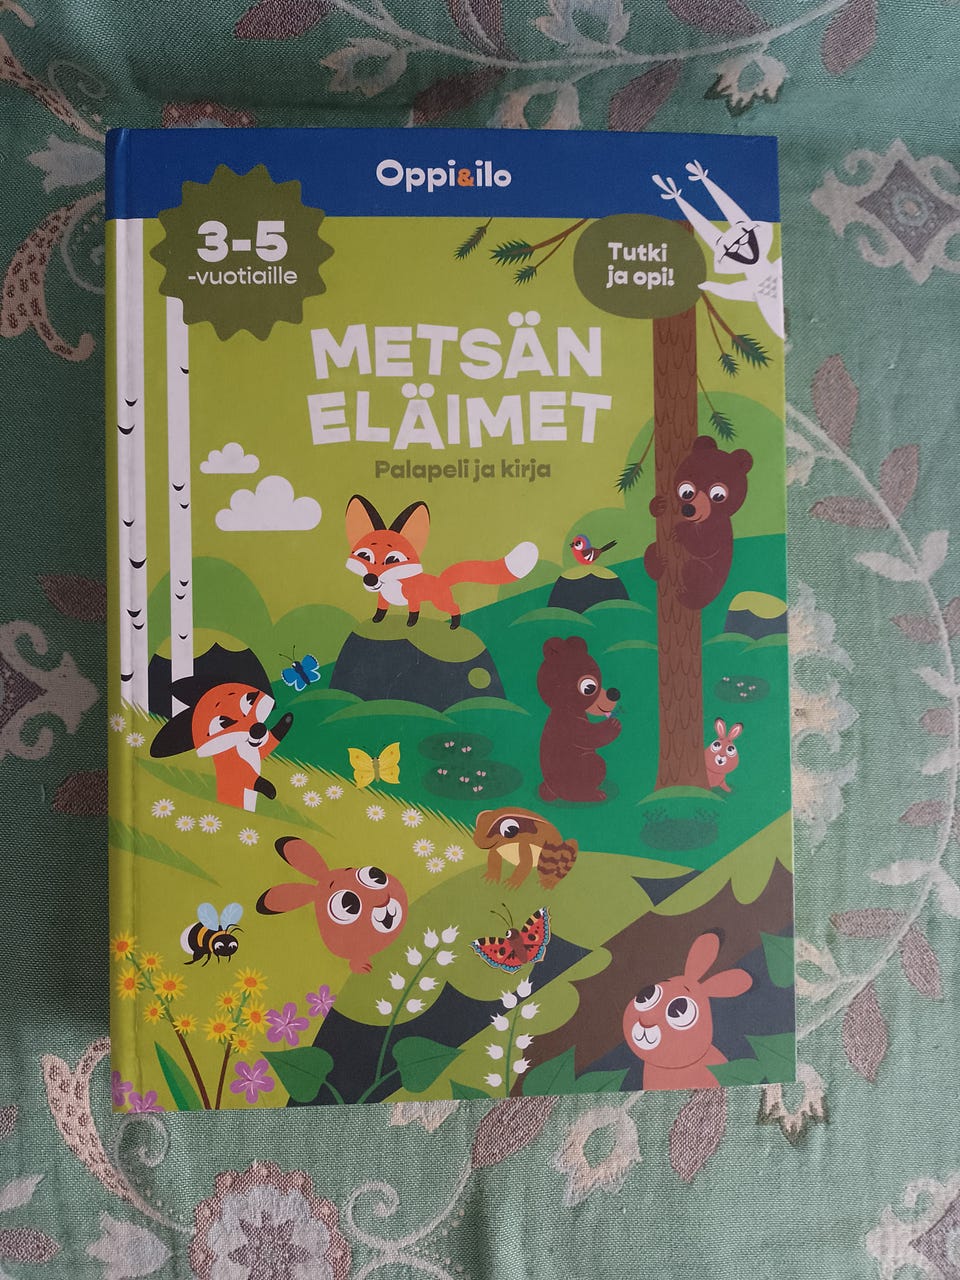 Oppi&ilo
3-5
-vuotiaille
Tutki
ja opi!
METSÄN
ELÄIMET
Palapeli ja kirja